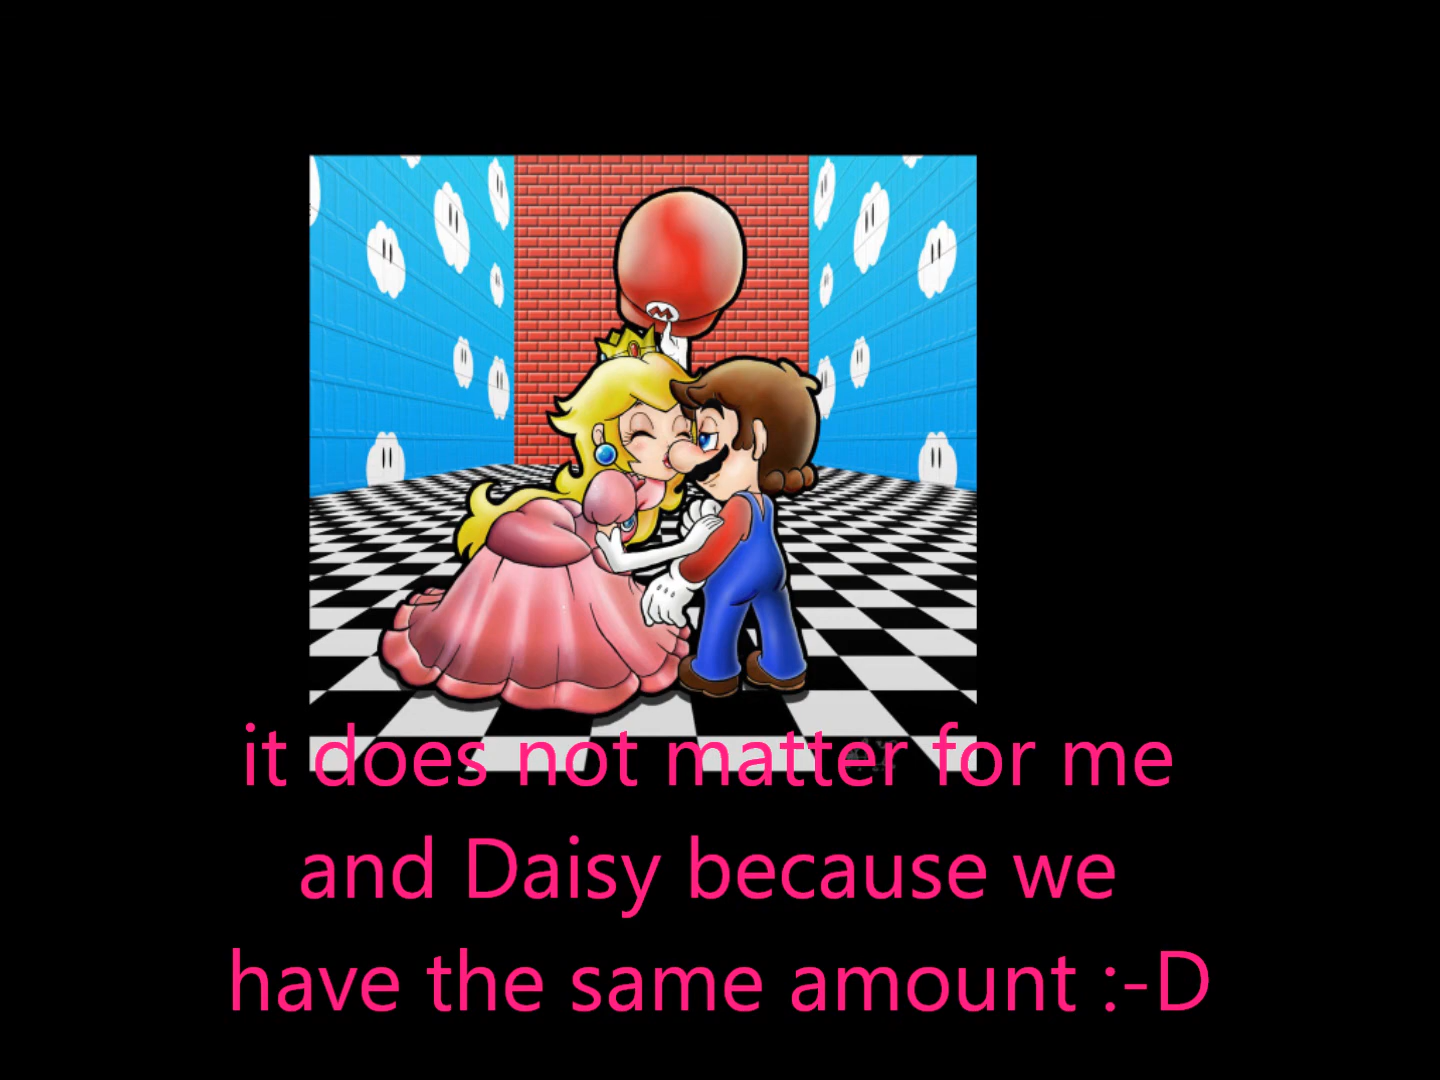 M
it does not matter for me
and Daisy because we
have the same amount :-D